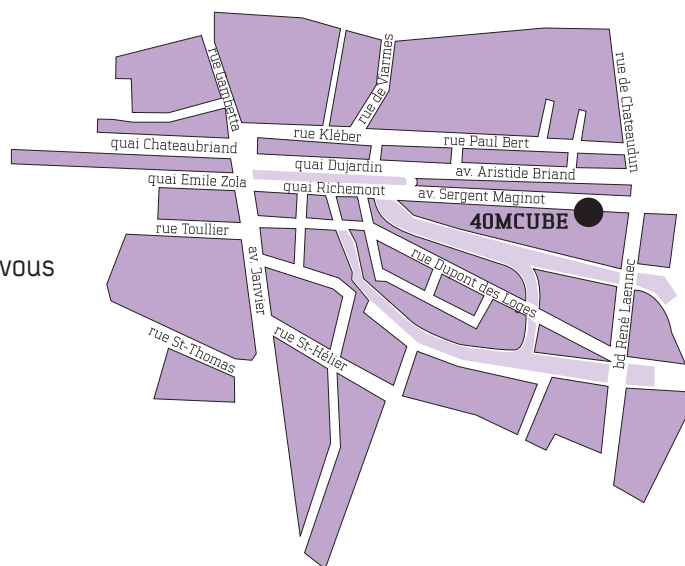 rue Gambetta
rue de Viarmes
rue de Chateaudun
rue Kléber
rue Paul Bert
quai Chateaubriand
quai Dujardin
av. Aristide Briand
quai Emile Zola
quai Richemont
av. Sergent Maginot
40MCUBE
rue Toullier
vous
av. Janvier
rue Dupont des Loges
bd René Laennec
rue St-Thomas
rue St-Hélier